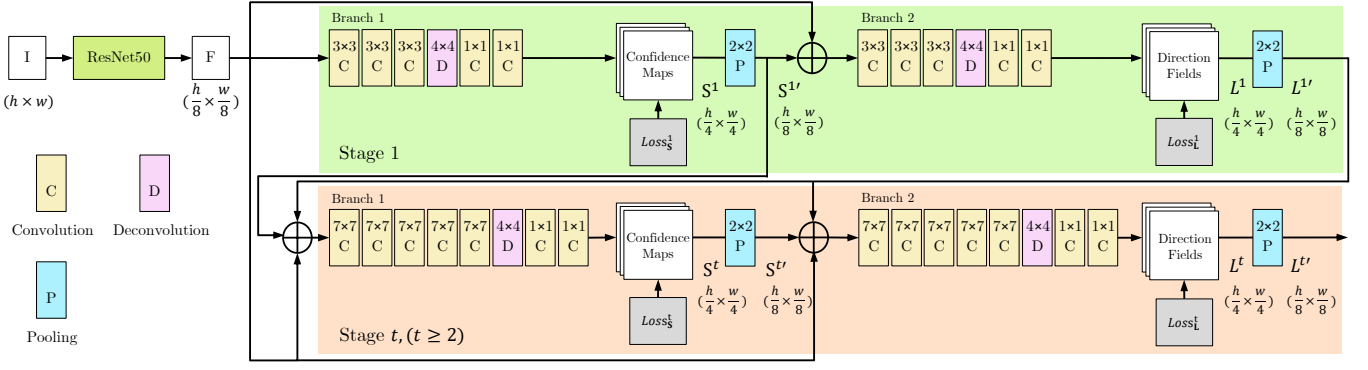 I
(h × w)
ResNet50
F
(h/8 × w/8)
Branch 1
3×3 C
3×3 C
3×3 C
4×4 D
1×1 C
1×1 C
Confidence
Maps
S¹
(h/4 × w/4)
2×2 P
S¹′
(h/8 × w/8)
Loss¹_S
Branch 2
3×3 C
3×3 C
3×3 C
4×4 D
1×1 C
1×1 C
Direction
Fields
L¹
(h/4 × w/4)
2×2 P
L¹′
(h/8 × w/8)
Loss¹_L
Stage 1
C
Convolution
D
Deconvolution
P
Pooling
Branch 1
7×7 C
7×7 C
7×7 C
7×7 C
7×7 C
4×4 D
1×1 C
1×1 C
Confidence
Maps
Sᵗ
(h/4 × w/4)
2×2 P
Sᵗ′
(h/8 × w/8)
Lossᵗ_S
Branch 2
7×7 C
7×7 C
7×7 C
7×7 C
7×7 C
4×4 D
1×1 C
1×1 C
Direction
Fields
Lᵗ
(h/4 × w/4)
2×2 P
Lᵗ′
(h/8 × w/8)
Lossᵗ_L
Stage t, (t ≥ 2)